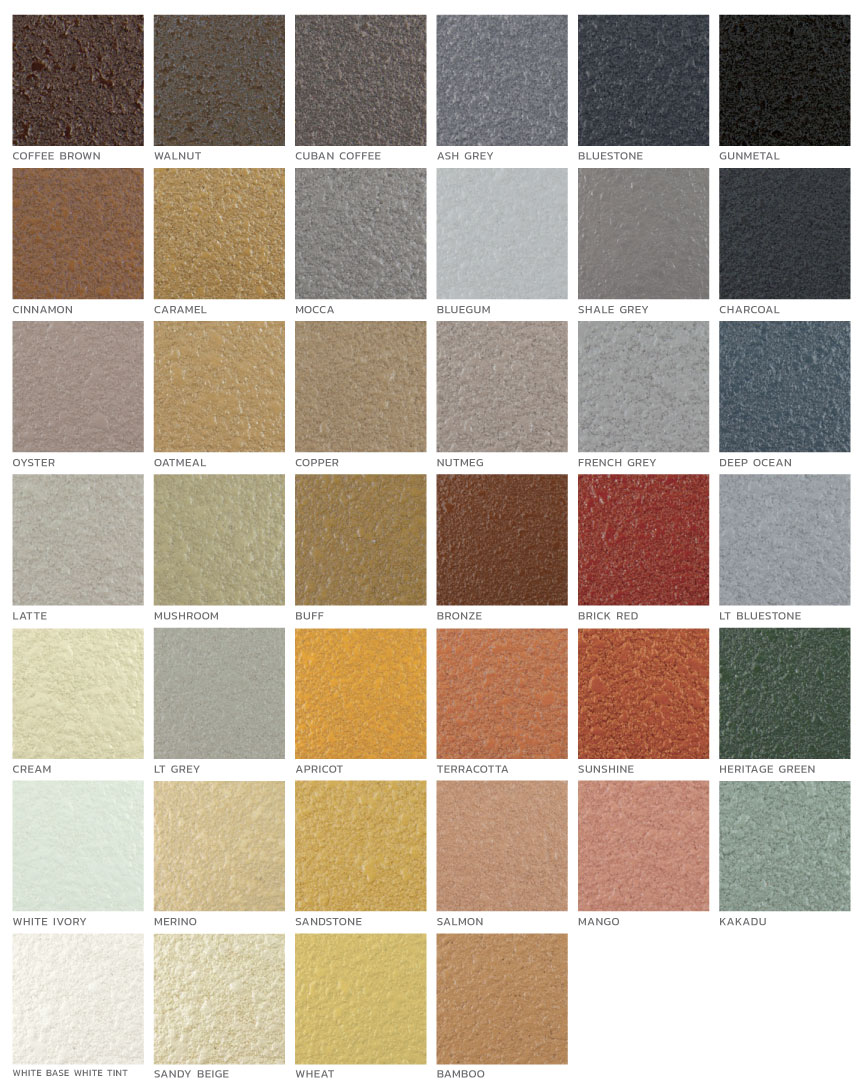 COFFEE BROWN WALNUT CUBAN COFFEE ASH GREY BLUESTONE GUNMETAL
CINNAMON CARAMEL MOCCA BLUEGUM SHALE GREY CHARCOAL
OYSTER OATMEAL COPPER NUTMEG FRENCH GREY DEEP OCEAN
LATTE MUSHROOM BUFF BRONZE BRICK RED LT BLUESTONE
CREAM LT GREY APRICOT TERRACOTTA SUNSHINE HERITAGE GREEN
WHITE IVORY MERINO SANDSTONE SALMON MANGO KAKADU
WHITE BASE WHITE TINT SANDY BEIGE WHEAT BAMBOO